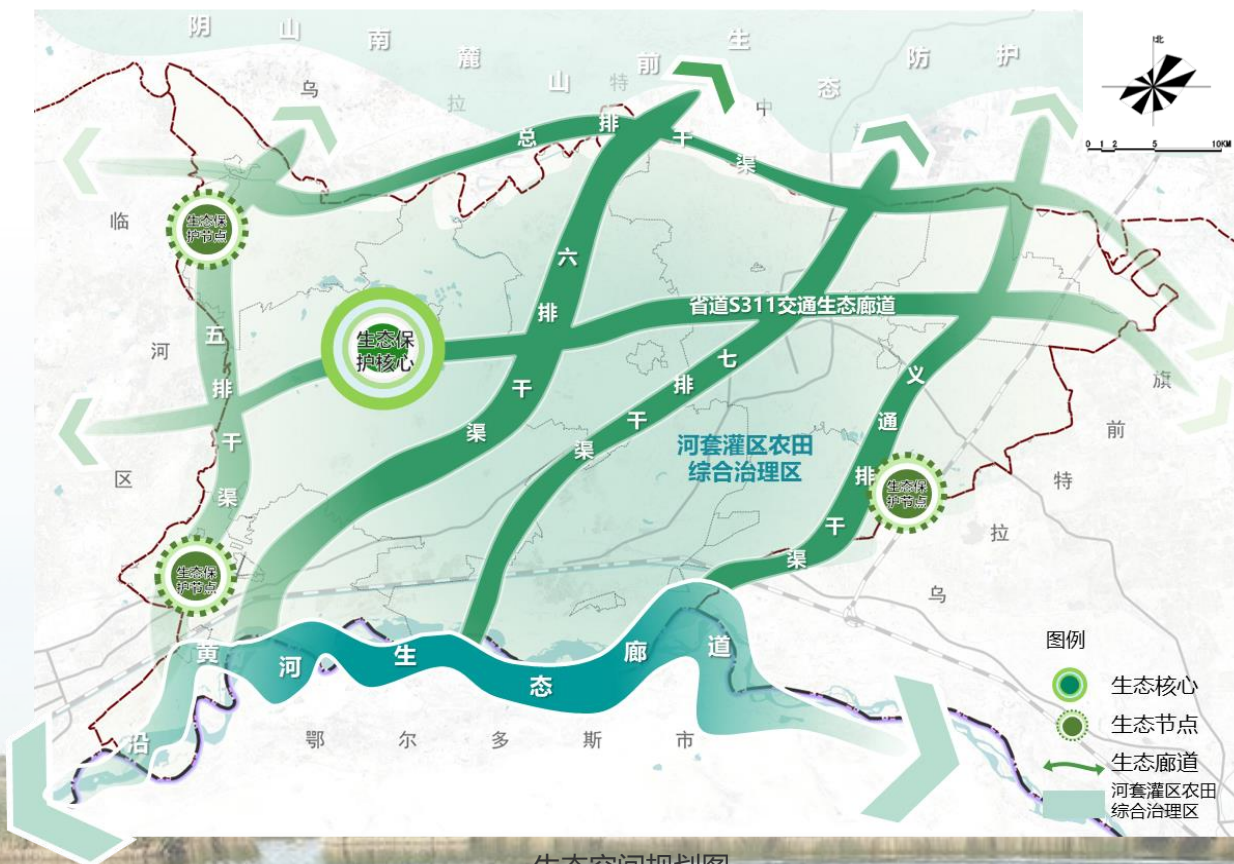 阴山南麓山前生态防护
北
0 1 2 5 10KM
乌拉特中
总排干渠
临河区
生态保
护节点
五排干渠
生态保
护核心
六排干渠
省道S311交通生态廊道
七排干渠
义通排干渠
河套灌区农田
综合治理区
生态保
护节点
生态保
护节点
乌拉特前旗
沿黄河生态廊道
鄂尔多斯市
图例
生态核心
生态节点
生态廊道
河套灌区农田
综合治理区
生态空间规划图